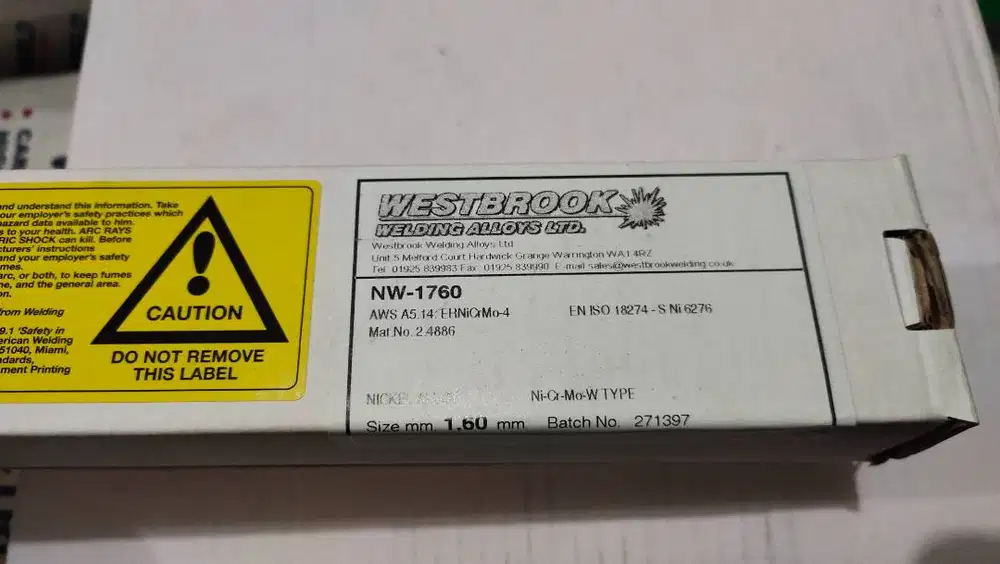 and understand this information. Take
our employer's safety practices which
hazard data available to him.
s to your health. ARC RAYS
RIC SHOCK can kill. Before
cturers' instructions
and your employer's safety
mes.
arc, or both, to keep fumes
ne, and the general area.
on.
from Welding
9.1 'Safety in
erican Welding
51040, Miami,
ndards,
ment Printing
CAUTION
DO NOT REMOVE
THIS LABEL
WESTBROOK
WELDING ALLOYS LTD.
Westbrook Welding Alloys Ltd
Unit 5 Melford Court Hardwick Grange Warrington WA1 4RZ
Tel 01925 839983 Fax 01925 839990 E-mail sales@westbrookwelding.co.uk
NW-1760
AWS A5.14: ERNiCrMo-4 EN ISO 18274 - S Ni 6276
Mat.No. 2.4886
NICKEL Ni-Cr-Mo-W TYPE
Size mm. 1.60 mm Batch No. 271397